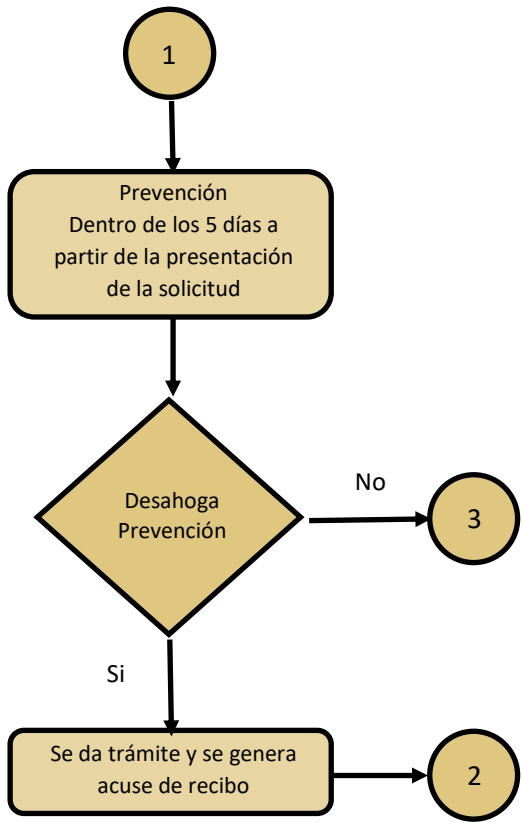 1
Prevención
Dentro de los 5 días a
partir de la presentación
de la solicitud
Desahoga
Prevención
No
3
Si
Se da trámite y se genera
acuse de recibo
2